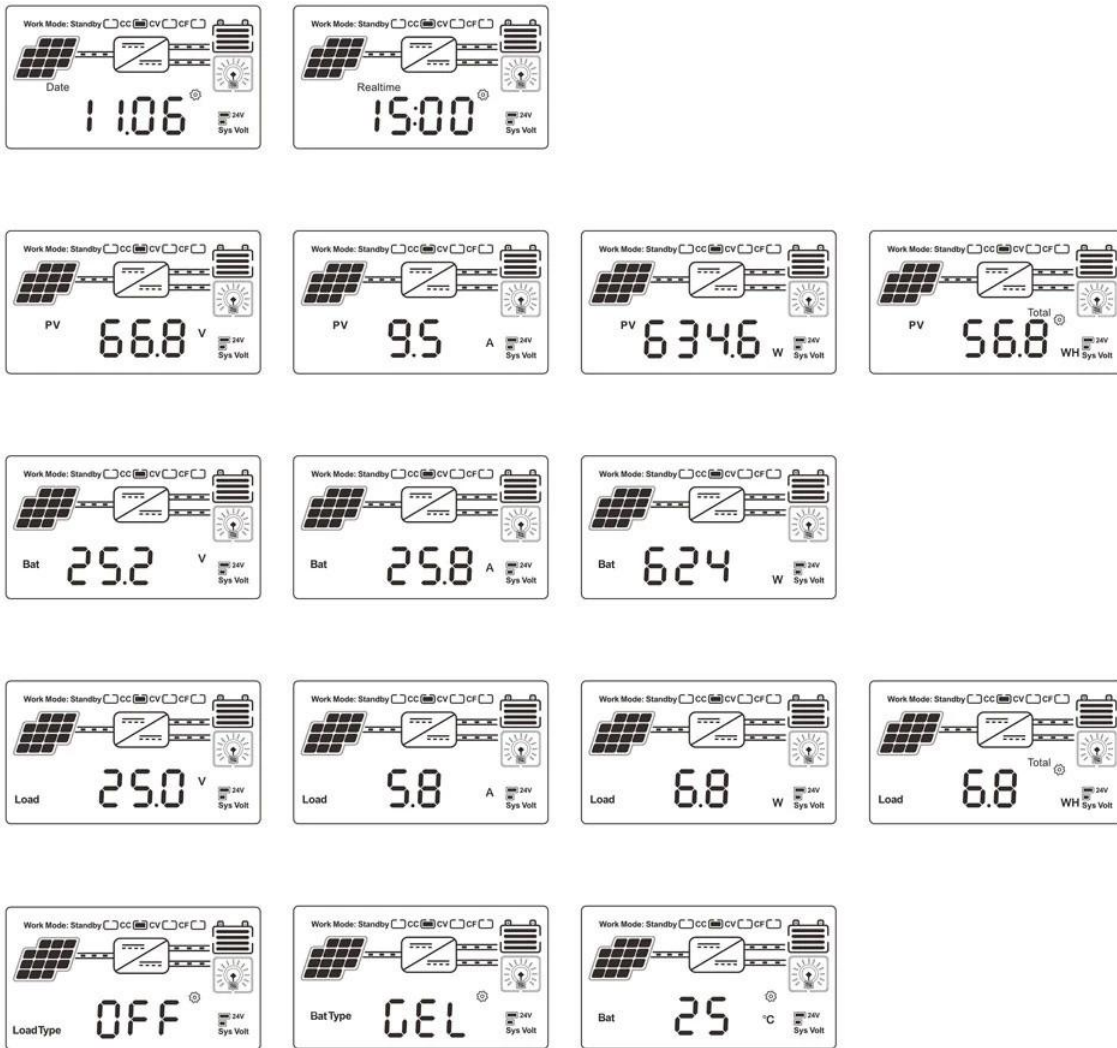 Work Mode: Standby CC CV CF
Date
11.06
24V
Sys Volt
Work Mode: Standby CC CV CF
Realtime
15:00
24V
Sys Volt
Work Mode: Standby CC CV CF
PV 66.8 V
24V
Sys Volt
Work Mode: Standby CC CV CF
PV 9.5 A
24V
Sys Volt
Work Mode: Standby CC CV CF
PV 634.6 W
24V
Sys Volt
Work Mode: Standby CC CV CF
Total
PV 56.8 WH
24V
Sys Volt
Work Mode: Standby CC CV CF
Bat 25.2 V
24V
Sys Volt
Work Mode: Standby CC CV CF
Bat 25.8 A
24V
Sys Volt
Work Mode: Standby CC CV CF
Bat 624 W
24V
Sys Volt
Work Mode: Standby CC CV CF
Load 25.0 V
24V
Sys Volt
Work Mode: Standby CC CV CF
Load 5.8 A
24V
Sys Volt
Work Mode: Standby CC CV CF
Load 6.8 W
24V
Sys Volt
Work Mode: Standby CC CV CF
Total
Load 6.8 WH
24V
Sys Volt
Work Mode: Standby CC CV CF
LoadType OFF
24V
Sys Volt
Work Mode: Standby CC CV CF
BatType GEL
24V
Sys Volt
Work Mode: Standby CC CV CF
Bat 25 °C
24V
Sys Volt